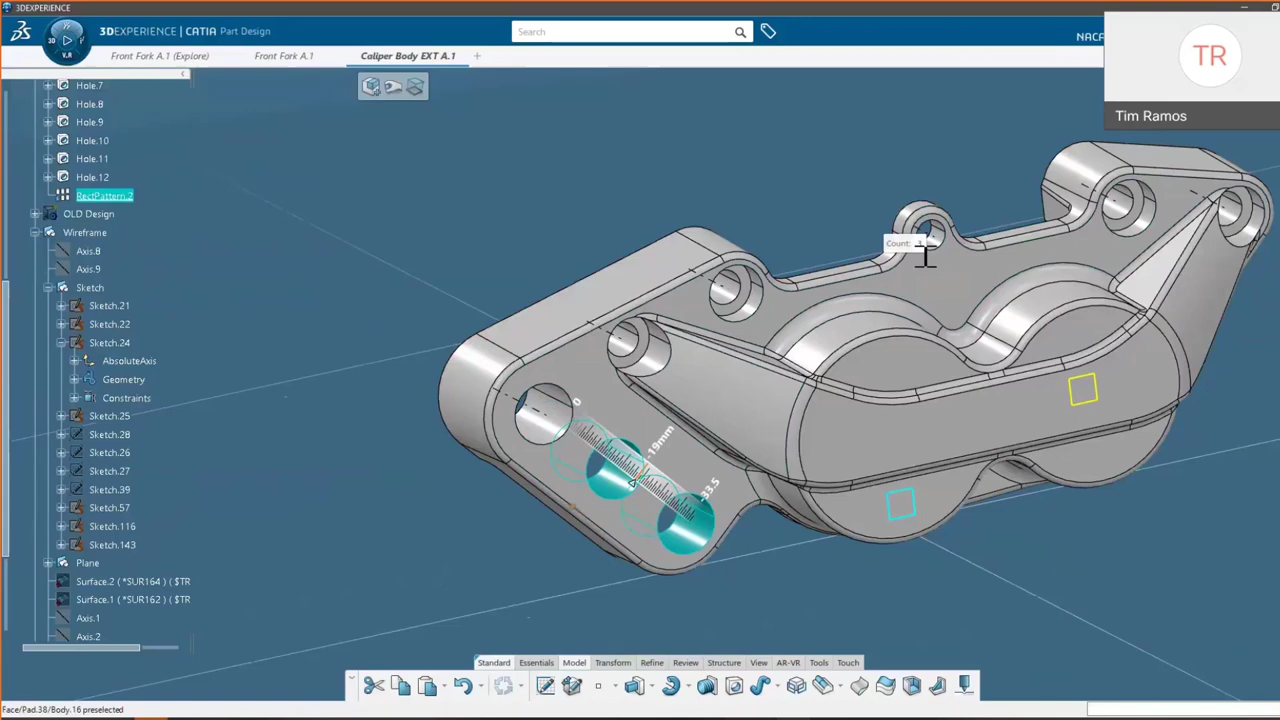 3DEXPERIENCE
3DEXPERIENCE | CATIA Part Design
Search
NACA
3D
V.R
TR
Tim Ramos
Front Fork A.1 (Explore)
Front Fork A.1
Caliper Body EXT A.1
Hole.7
Hole.8
Hole.9
Hole.10
Hole.11
Hole.12
RectPattern.2
OLD Design
Wireframe
Axis.8
Axis.9
Sketch
Sketch.21
Sketch.22
Sketch.24
AbsoluteAxis
Geometry
Constraints
Sketch.25
Sketch.28
Sketch.26
Sketch.27
Sketch.39
Sketch.57
Sketch.116
Sketch.143
Plane
Surface.2 ( *SUR164 ) ( $TR
Surface.1 ( *SUR162 ) ( $TR
Axis.1
Axis.2
Count: 3
0
-19mm
-33.5
Standard Essentials Model Transform Refine Review Structure View AR-VR Tools Touch
Face/Pad.38/Body.16 preselected